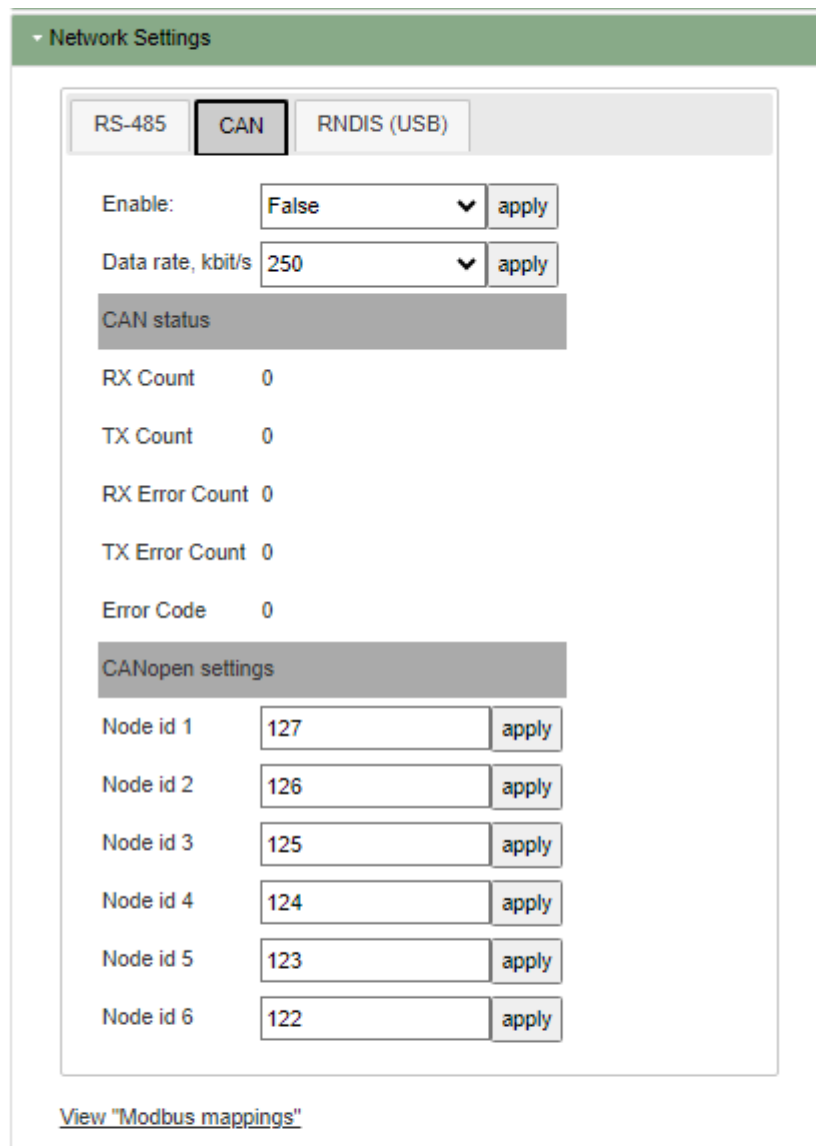 Network Settings
RS-485 CAN RNDIS (USB)
Enable: False apply
Data rate, kbit/s 250 apply
CAN status
RX Count 0
TX Count 0
RX Error Count 0
TX Error Count 0
Error Code 0
CANopen settings
Node id 1 127 apply
Node id 2 126 apply
Node id 3 125 apply
Node id 4 124 apply
Node id 5 123 apply
Node id 6 122 apply
View "Modbus mappings"